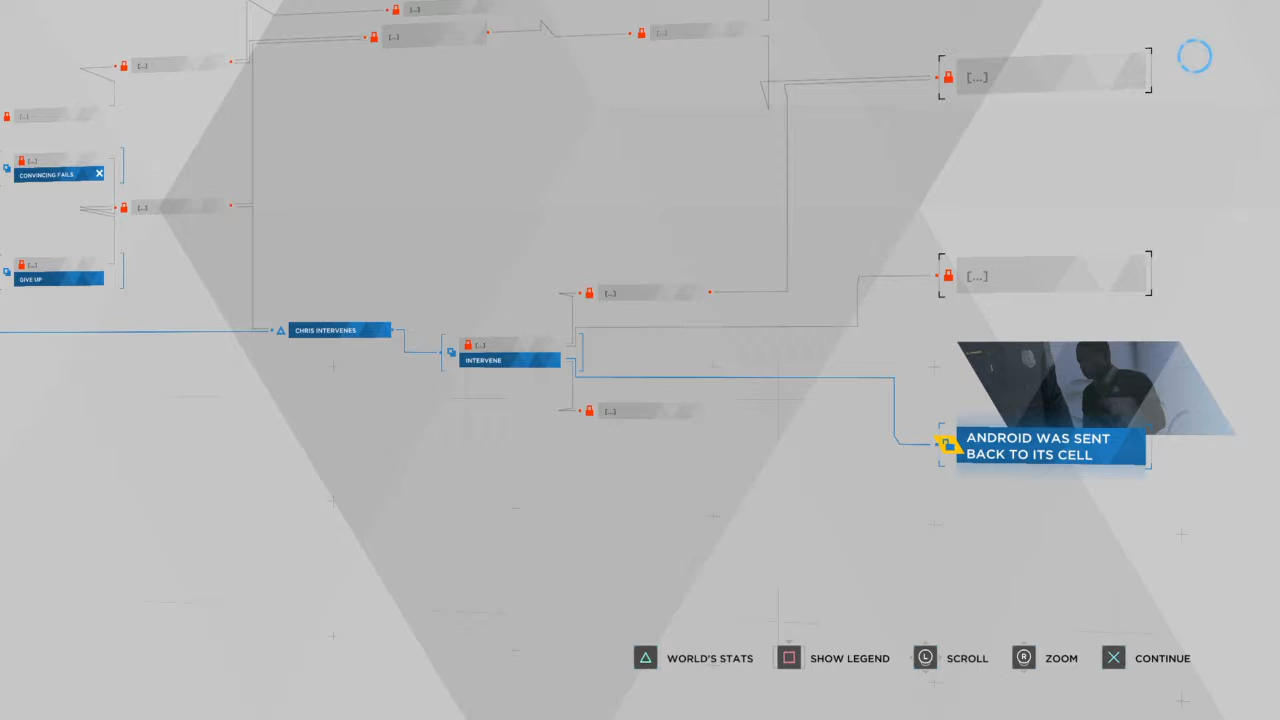 [...]
[...]
[...]
[...]
[...]
[...]
[...]
CONVINCING FAILS
[...]
[...]
[...]
GIVE UP
[...]
CHRIS INTERVENES
[...]
INTERVENE
[...]
ANDROID WAS SENT
BACK TO ITS CELL
WORLD'S STATS
SHOW LEGEND
L
SCROLL
R
ZOOM
CONTINUE